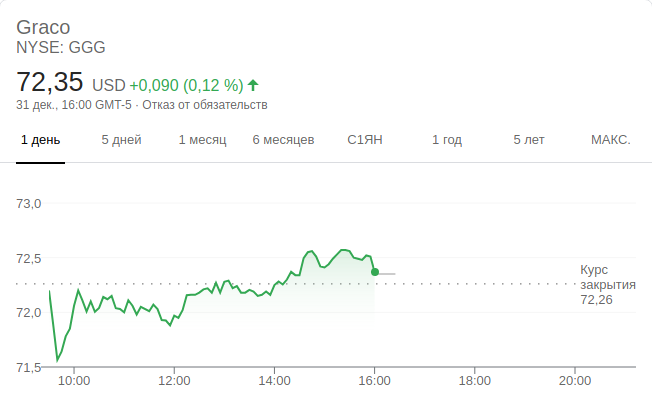 Graco
NYSE: GGG
72,35 USD +0,090 (0,12 %)
31 дек., 16:00 GMT-5 · Отказ от обязательств
1 день 5 дней 1 месяц 6 месяцев С1ЯН 1 год 5 лет МАКС.
73,0
72,5
Курс
закрытия
72,26
72,0
71,5
10:00 12:00 14:00 16:00 18:00 20:00